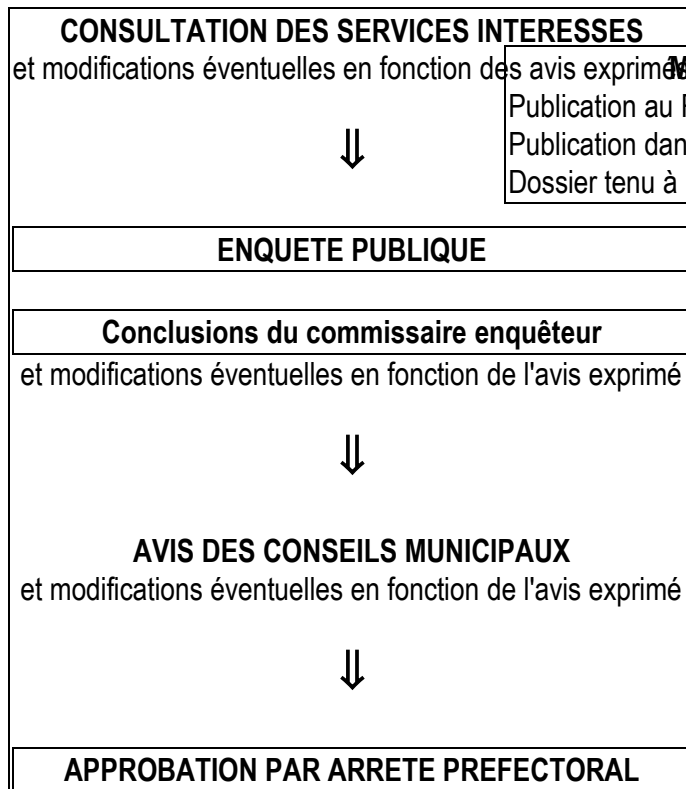 CONSULTATION DES SERVICES INTERESSES
et modifications éventuelles en fonction des avis exprimés
Publication au
Publication dan
Dossier tenu à
⇓
ENQUETE PUBLIQUE
Conclusions du commissaire enquêteur
et modifications éventuelles en fonction de l'avis exprimé
⇓
AVIS DES CONSEILS MUNICIPAUX
et modifications éventuelles en fonction de l'avis exprimé
⇓
APPROBATION PAR ARRETE PREFECTORAL